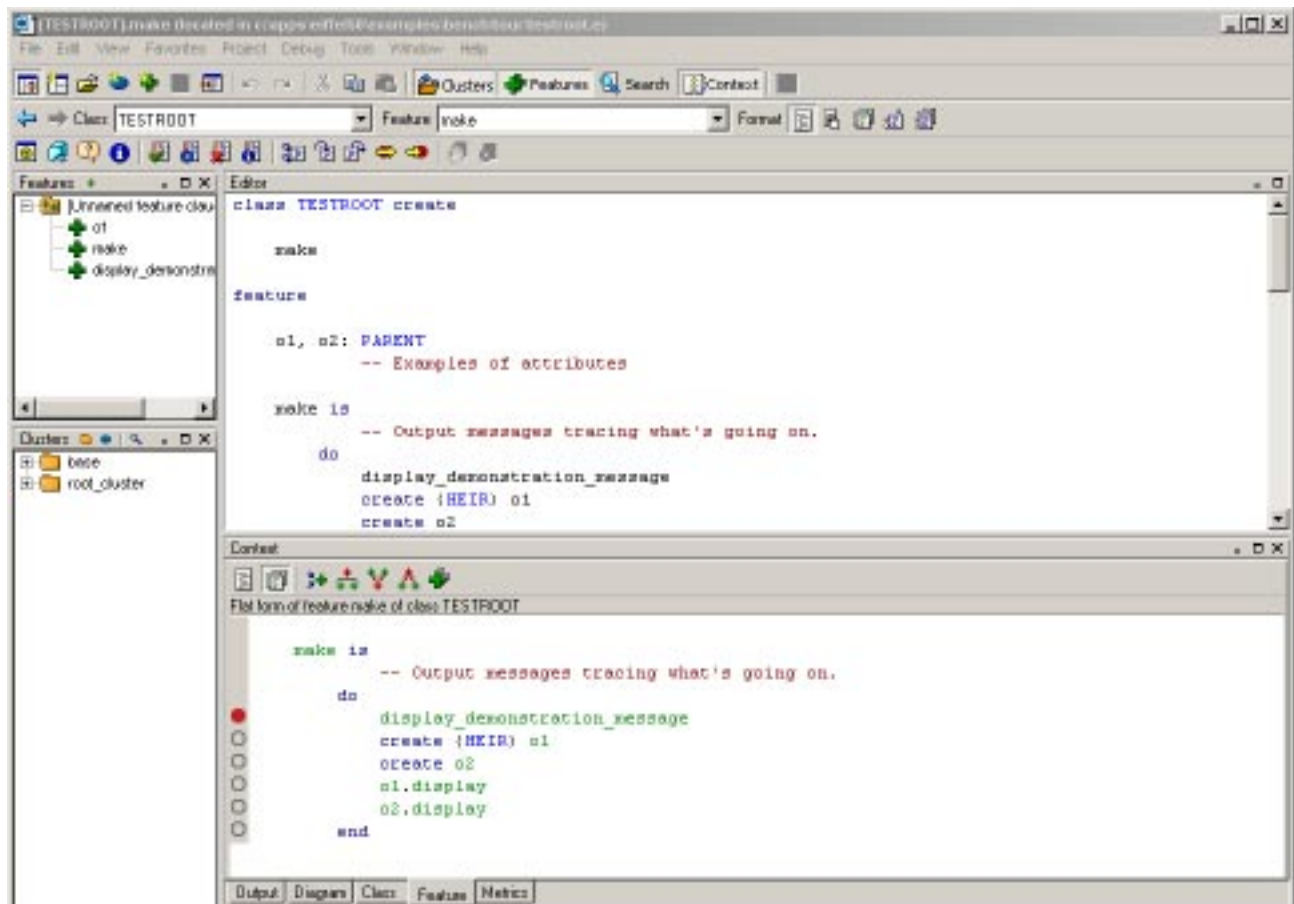 [TESTROOT].make (located in c:\apps\eiffel50\examples\bench\tour\testroot.e)
File Edit View Favorites Project Debug Tools Window Help
Clusters Features Search Context
Class TESTROOT Feature make Format
Features
[Unnamed feature clau
o1
make
display_demonstra
Clusters
base
root_cluster
Editor
class TESTROOT create
make
feature
o1, o2: PARENT
-- Examples of attributes
make is
-- Output messages tracing what's going on.
do
display_demonstration_message
create {HEIR} o1
create o2
Context
Flat form of feature make of class TESTROOT
make is
-- Output messages tracing what's going on.
do
display_demonstration_message
create {HEIR} o1
create o2
o1.display
o2.display
end
Output Diagram Class Feature Metrics